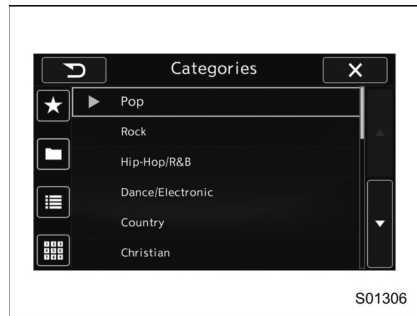 Categories
Pop
Rock
Hip-Hop/R&B
Dance/Electronic
Country
Christian
S01306